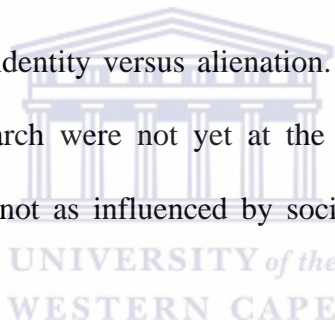 identity versus alienation.
arch were not yet at the
not as influenced by soci
UNIVERSITY of the
WESTERN CAPE